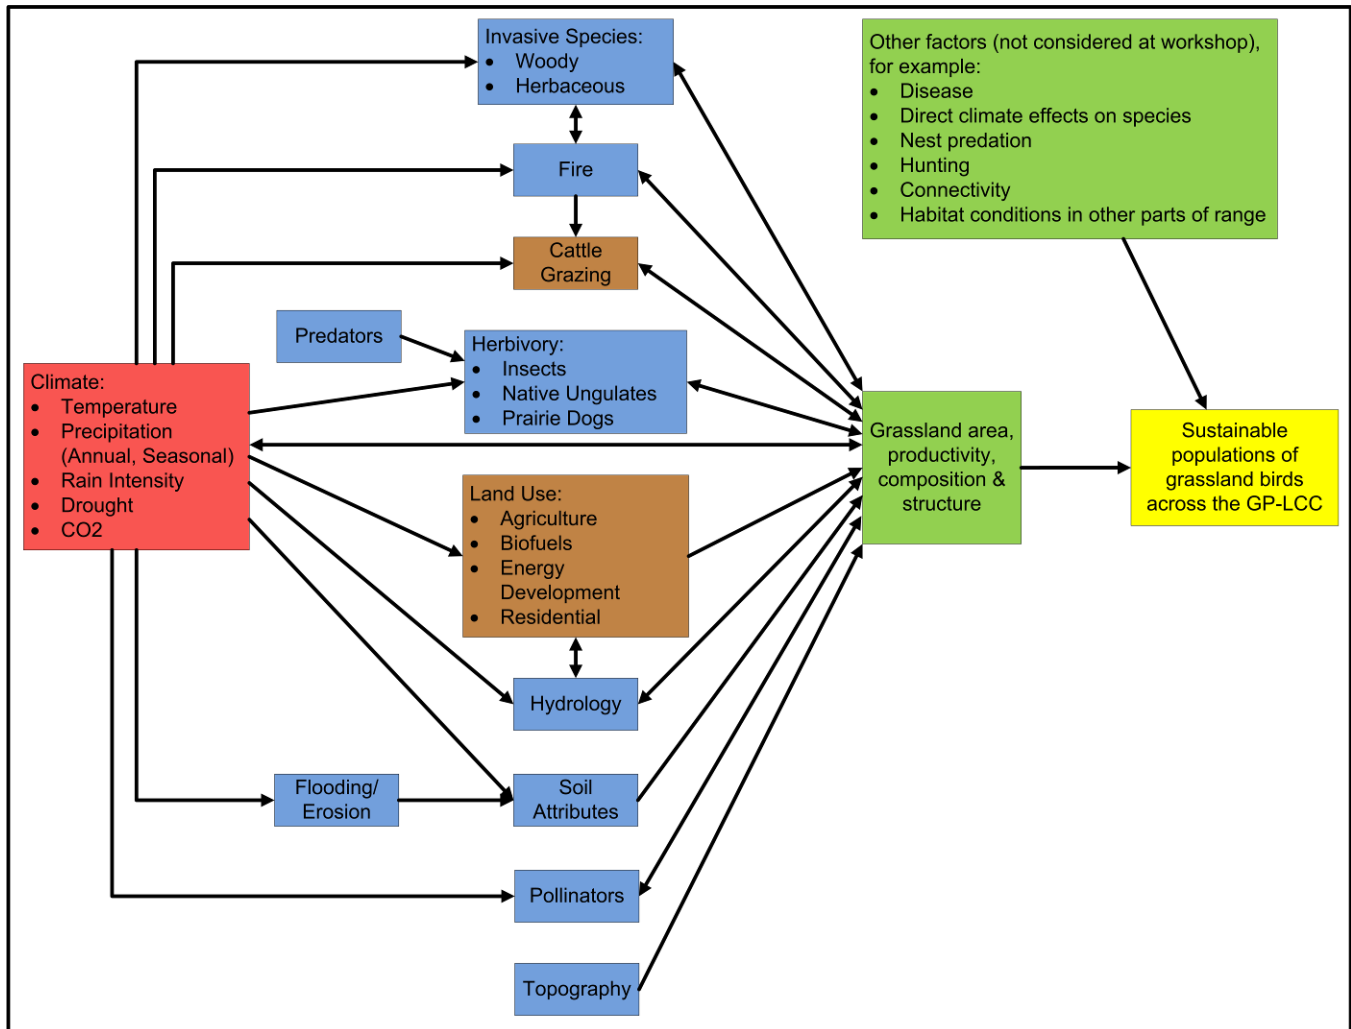 Invasive Species:
• Woody
• Herbaceous
Fire
Cattle
Grazing
Predators
Herbivory:
• Insects
• Native Ungulates
• Prairie Dogs
Climate:
• Temperature
• Precipitation
(Annual, Seasonal)
• Rain Intensity
• Drought
• CO2
Land Use:
• Agriculture
• Biofuels
• Energy
Development
• Residential
Hydrology
Flooding/
Erosion
Soil
Attributes
Pollinators
Topography
Grassland area,
productivity,
composition &
structure
Other factors (not considered at workshop),
for example:
• Disease
• Direct climate effects on species
• Nest predation
• Hunting
• Connectivity
• Habitat conditions in other parts of range
Sustainable
populations of
grassland birds
across the GP-LCC